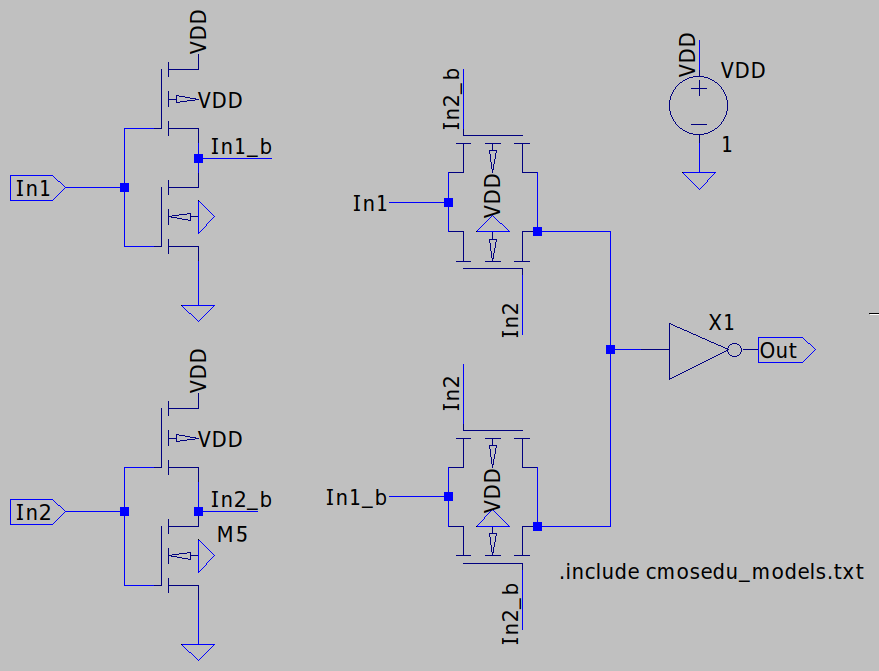 VDD
VDD
In1_b
In1
VDD
VDD
In2_b
In2
M5
In2_b
In1
VDD
In2
In2
In1_b
VDD
In2_b
VDD
VDD
1
X1
Out
.include cmosedu_models.txt